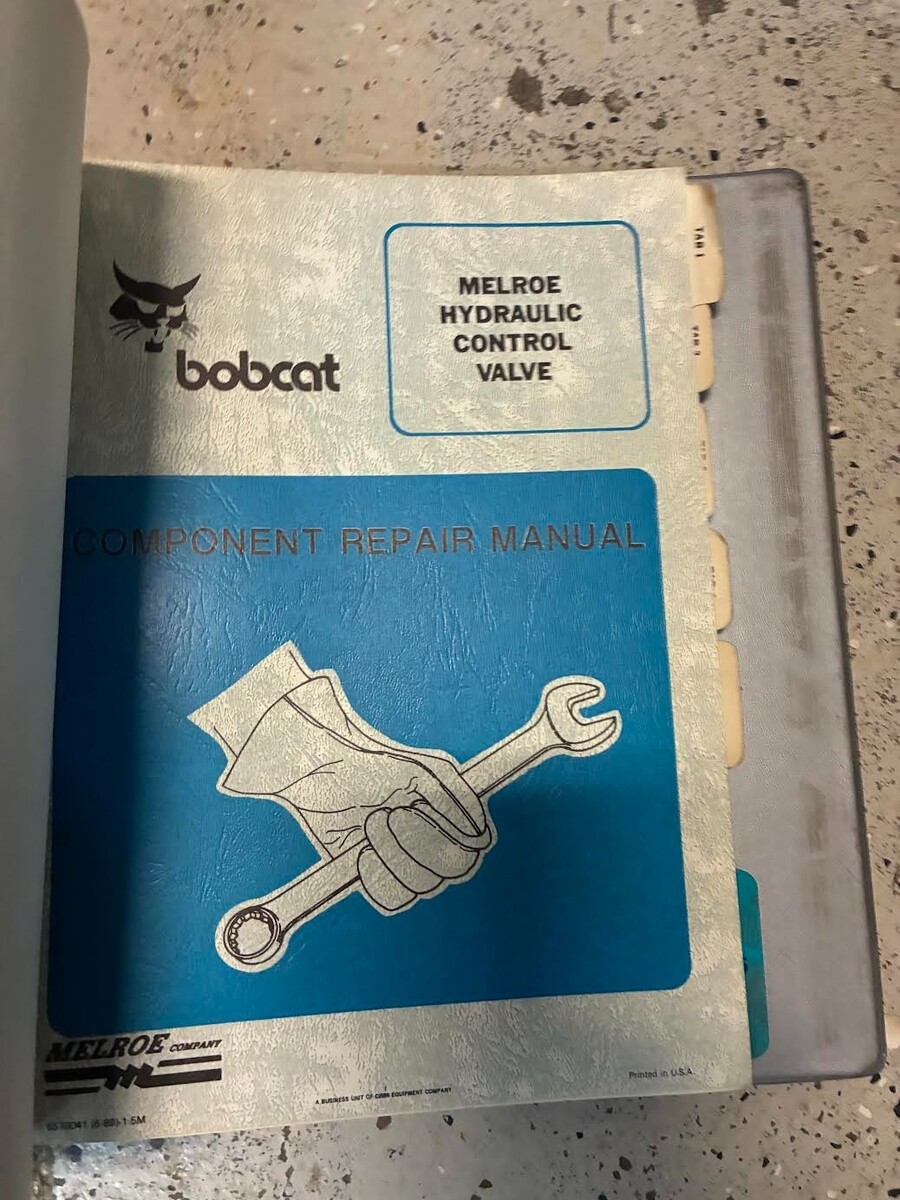 bobcat
MELROE
HYDRAULIC
CONTROL
VALVE
TAB 1
COMPONENT REPAIR MANUAL
MELROE COMPANY
A BUSINESS UNIT OF CLARK EQUIPMENT COMPANY
Printed in U.S.A.